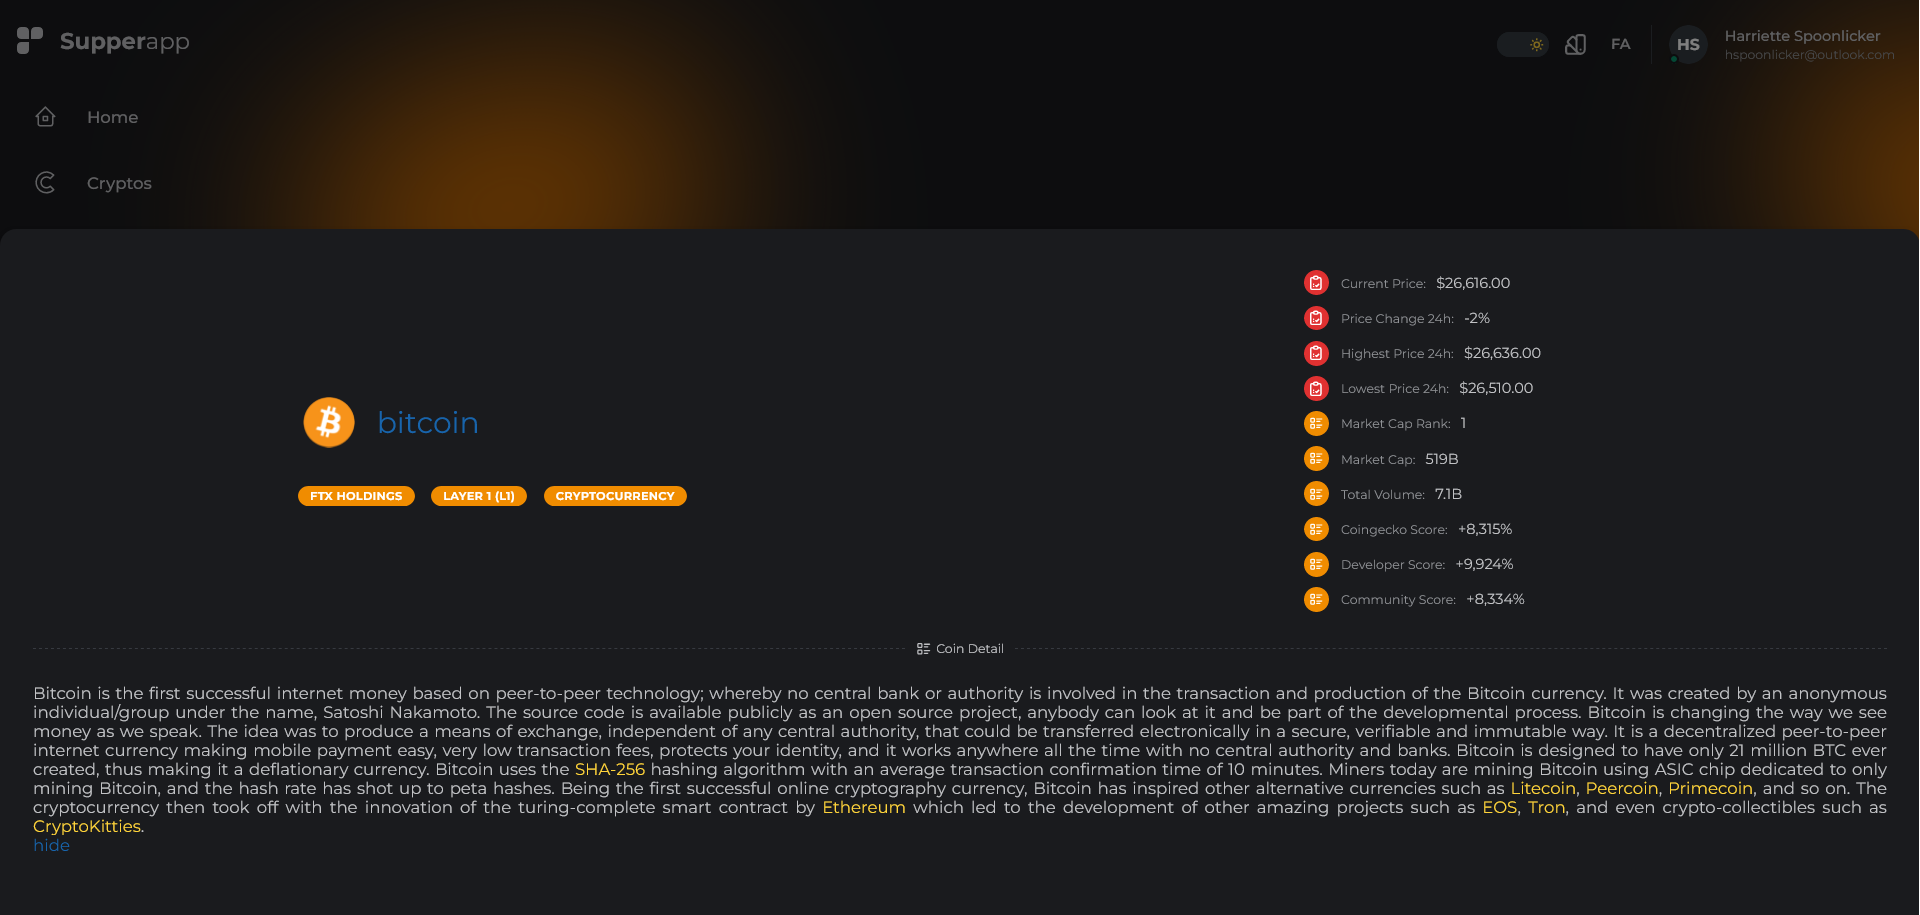 Supperapp
FA
HS
Harriette Spoonlicker
hspoonlicker@outlook.com
Home
Cryptos
bitcoin
FTX HOLDINGS
LAYER 1 (L1)
CRYPTOCURRENCY
Current Price: $26,616.00
Price Change 24h: -2%
Highest Price 24h: $26,636.00
Lowest Price 24h: $26,510.00
Market Cap Rank: 1
Market Cap: 519B
Total Volume: 7.1B
Coingecko Score: +8,315%
Developer Score: +9,924%
Community Score: +8,334%
Coin Detail
Bitcoin is the first successful internet money based on peer-to-peer technology; whereby no central bank or authority is involved in the transaction and production of the Bitcoin currency. It was created by an anonymous
individual/group under the name, Satoshi Nakamoto. The source code is available publicly as an open source project, anybody can look at it and be part of the developmental process. Bitcoin is changing the way we see
money as we speak. The idea was to produce a means of exchange, independent of any central authority, that could be transferred electronically in a secure, verifiable and immutable way. It is a decentralized peer-to-peer
internet currency making mobile payment easy, very low transaction fees, protects your identity, and it works anywhere all the time with no central authority and banks. Bitcoin is designed to have only 21 million BTC ever
created, thus making it a deflationary currency. Bitcoin uses the SHA-256 hashing algorithm with an average transaction confirmation time of 10 minutes. Miners today are mining Bitcoin using ASIC chip dedicated to only
mining Bitcoin, and the hash rate has shot up to peta hashes. Being the first successful online cryptography currency, Bitcoin has inspired other alternative currencies such as Litecoin, Peercoin, Primecoin, and so on. The
cryptocurrency then took off with the innovation of the turing-complete smart contract by Ethereum which led to the development of other amazing projects such as EOS, Tron, and even crypto-collectibles such as
CryptoKitties.
hide